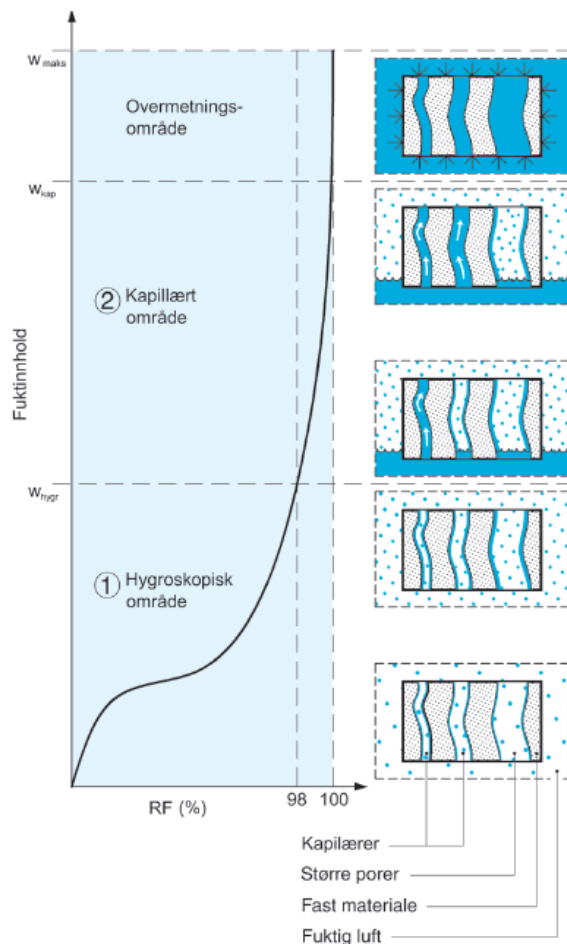 W maks
Overmetnings-
område
W kap
② Kapillært
område
Fuktinnhold
W hygr
① Hygroskopisk
område
98 100
RF (%)
Kapilærer
Større porer
Fast materiale
Fuktig luft